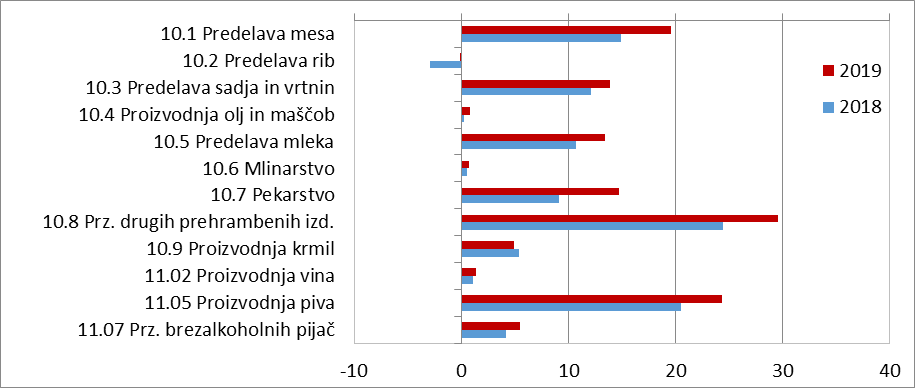 10.1 Predelava mesa
10.2 Predelava rib
10.3 Predelava sadja in vrtnin
10.4 Proizvodnja olj in maščob
10.5 Predelava mleka
10.6 Mlinarstvo
10.7 Pekarstvo
10.8 Prz. drugih prehrambenih izd.
10.9 Proizvodnja krmil
11.02 Proizvodnja vina
11.05 Proizvodnja piva
11.07 Prz. brezalkoholnih pijač
2019
2018
-10 0 10 20 30 40